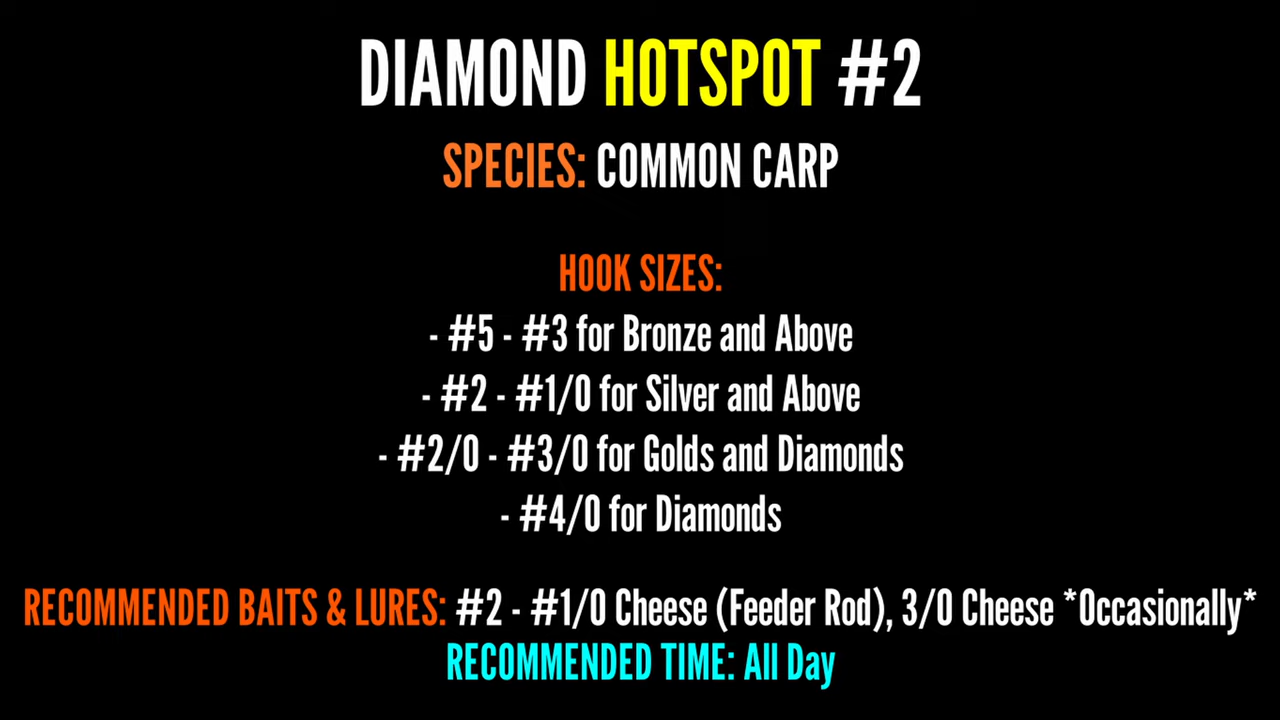 DIAMOND HOTSPOT #2
SPECIES: COMMON CARP
HOOK SIZES:
- #5 - #3 for Bronze and Above
- #2 - #1/0 for Silver and Above
- #2/0 - #3/0 for Golds and Diamonds
- #4/0 for Diamonds
RECOMMENDED BAITS & LURES: #2 - #1/0 Cheese (Feeder Rod), 3/0 Cheese *Occasionally*
RECOMMENDED TIME: All Day